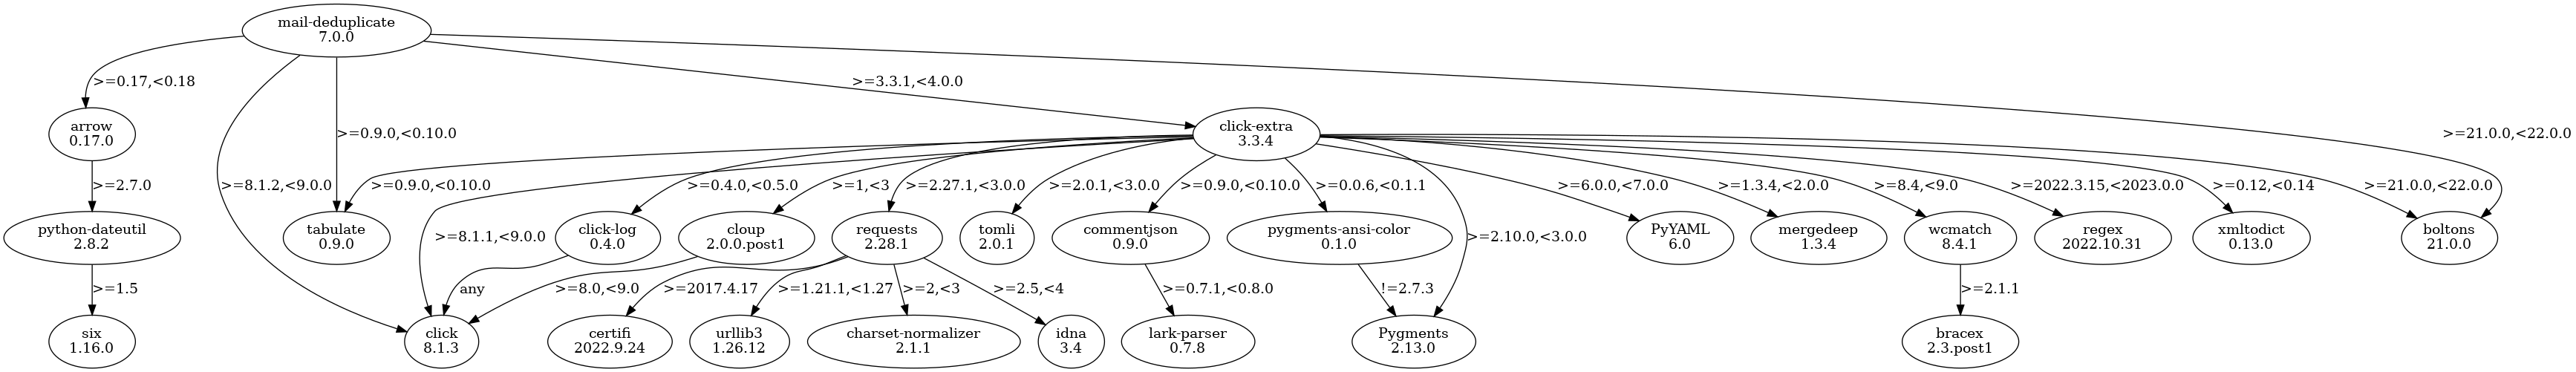 mail-deduplicate
7.0.0
>=0.17,<0.18
>=3.3.1,<4.0.0
arrow
0.17.0
>=0.9.0,<0.10.0
click-extra
3.3.4
>=21.0.0,<22.0.0
>=2.7.0
>=8.1.2,<9.0.0
>=0.9.0,<0.10.0
>=0.4.0,<0.5.0
>=1,<3
>=2.27.1,<3.0.0
>=2.0.1,<3.0.0
>=0.9.0,<0.10.0
>=0.0.6,<0.1.1
>=6.0.0,<7.0.0
>=1.3.4,<2.0.0
>=8.4,<9.0
>=2022.3.15,<2023.0.0
>=0.12,<0.14
>=21.0.0,<22.0.0
python-dateutil
2.8.2
tabulate
0.9.0
>=8.1.1,<9.0.0
click-log
0.4.0
cloup
2.0.0.post1
requests
2.28.1
tomli
2.0.1
commentjson
0.9.0
pygments-ansi-color
0.1.0
>=2.10.0,<3.0.0
PyYAML
6.0
mergedeep
1.3.4
wcmatch
8.4.1
regex
2022.10.31
xmltodict
0.13.0
boltons
21.0.0
>=1.5
any
>=8.0,<9.0
>=2017.4.17
>=1.21.1,<1.27
>=2,<3
>=2.5,<4
>=0.7.1,<0.8.0
!=2.7.3
>=2.1.1
six
1.16.0
click
8.1.3
certifi
2022.9.24
urllib3
1.26.12
charset-normalizer
2.1.1
idna
3.4
lark-parser
0.7.8
Pygments
2.13.0
bracex
2.3.post1